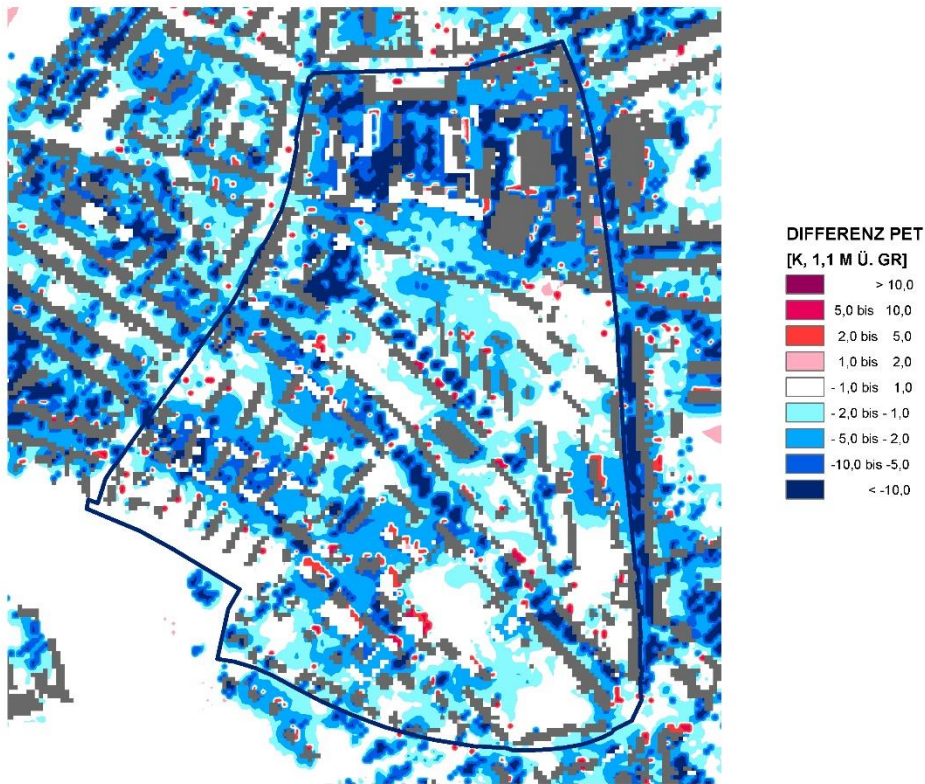 DIFFERENZ PET
[K, 1,1 M Ü. GR]
> 10,0
5,0 bis 10,0
2,0 bis 5,0
1,0 bis 2,0
- 1,0 bis 1,0
- 2,0 bis - 1,0
- 5,0 bis - 2,0
-10,0 bis -5,0
< -10,0